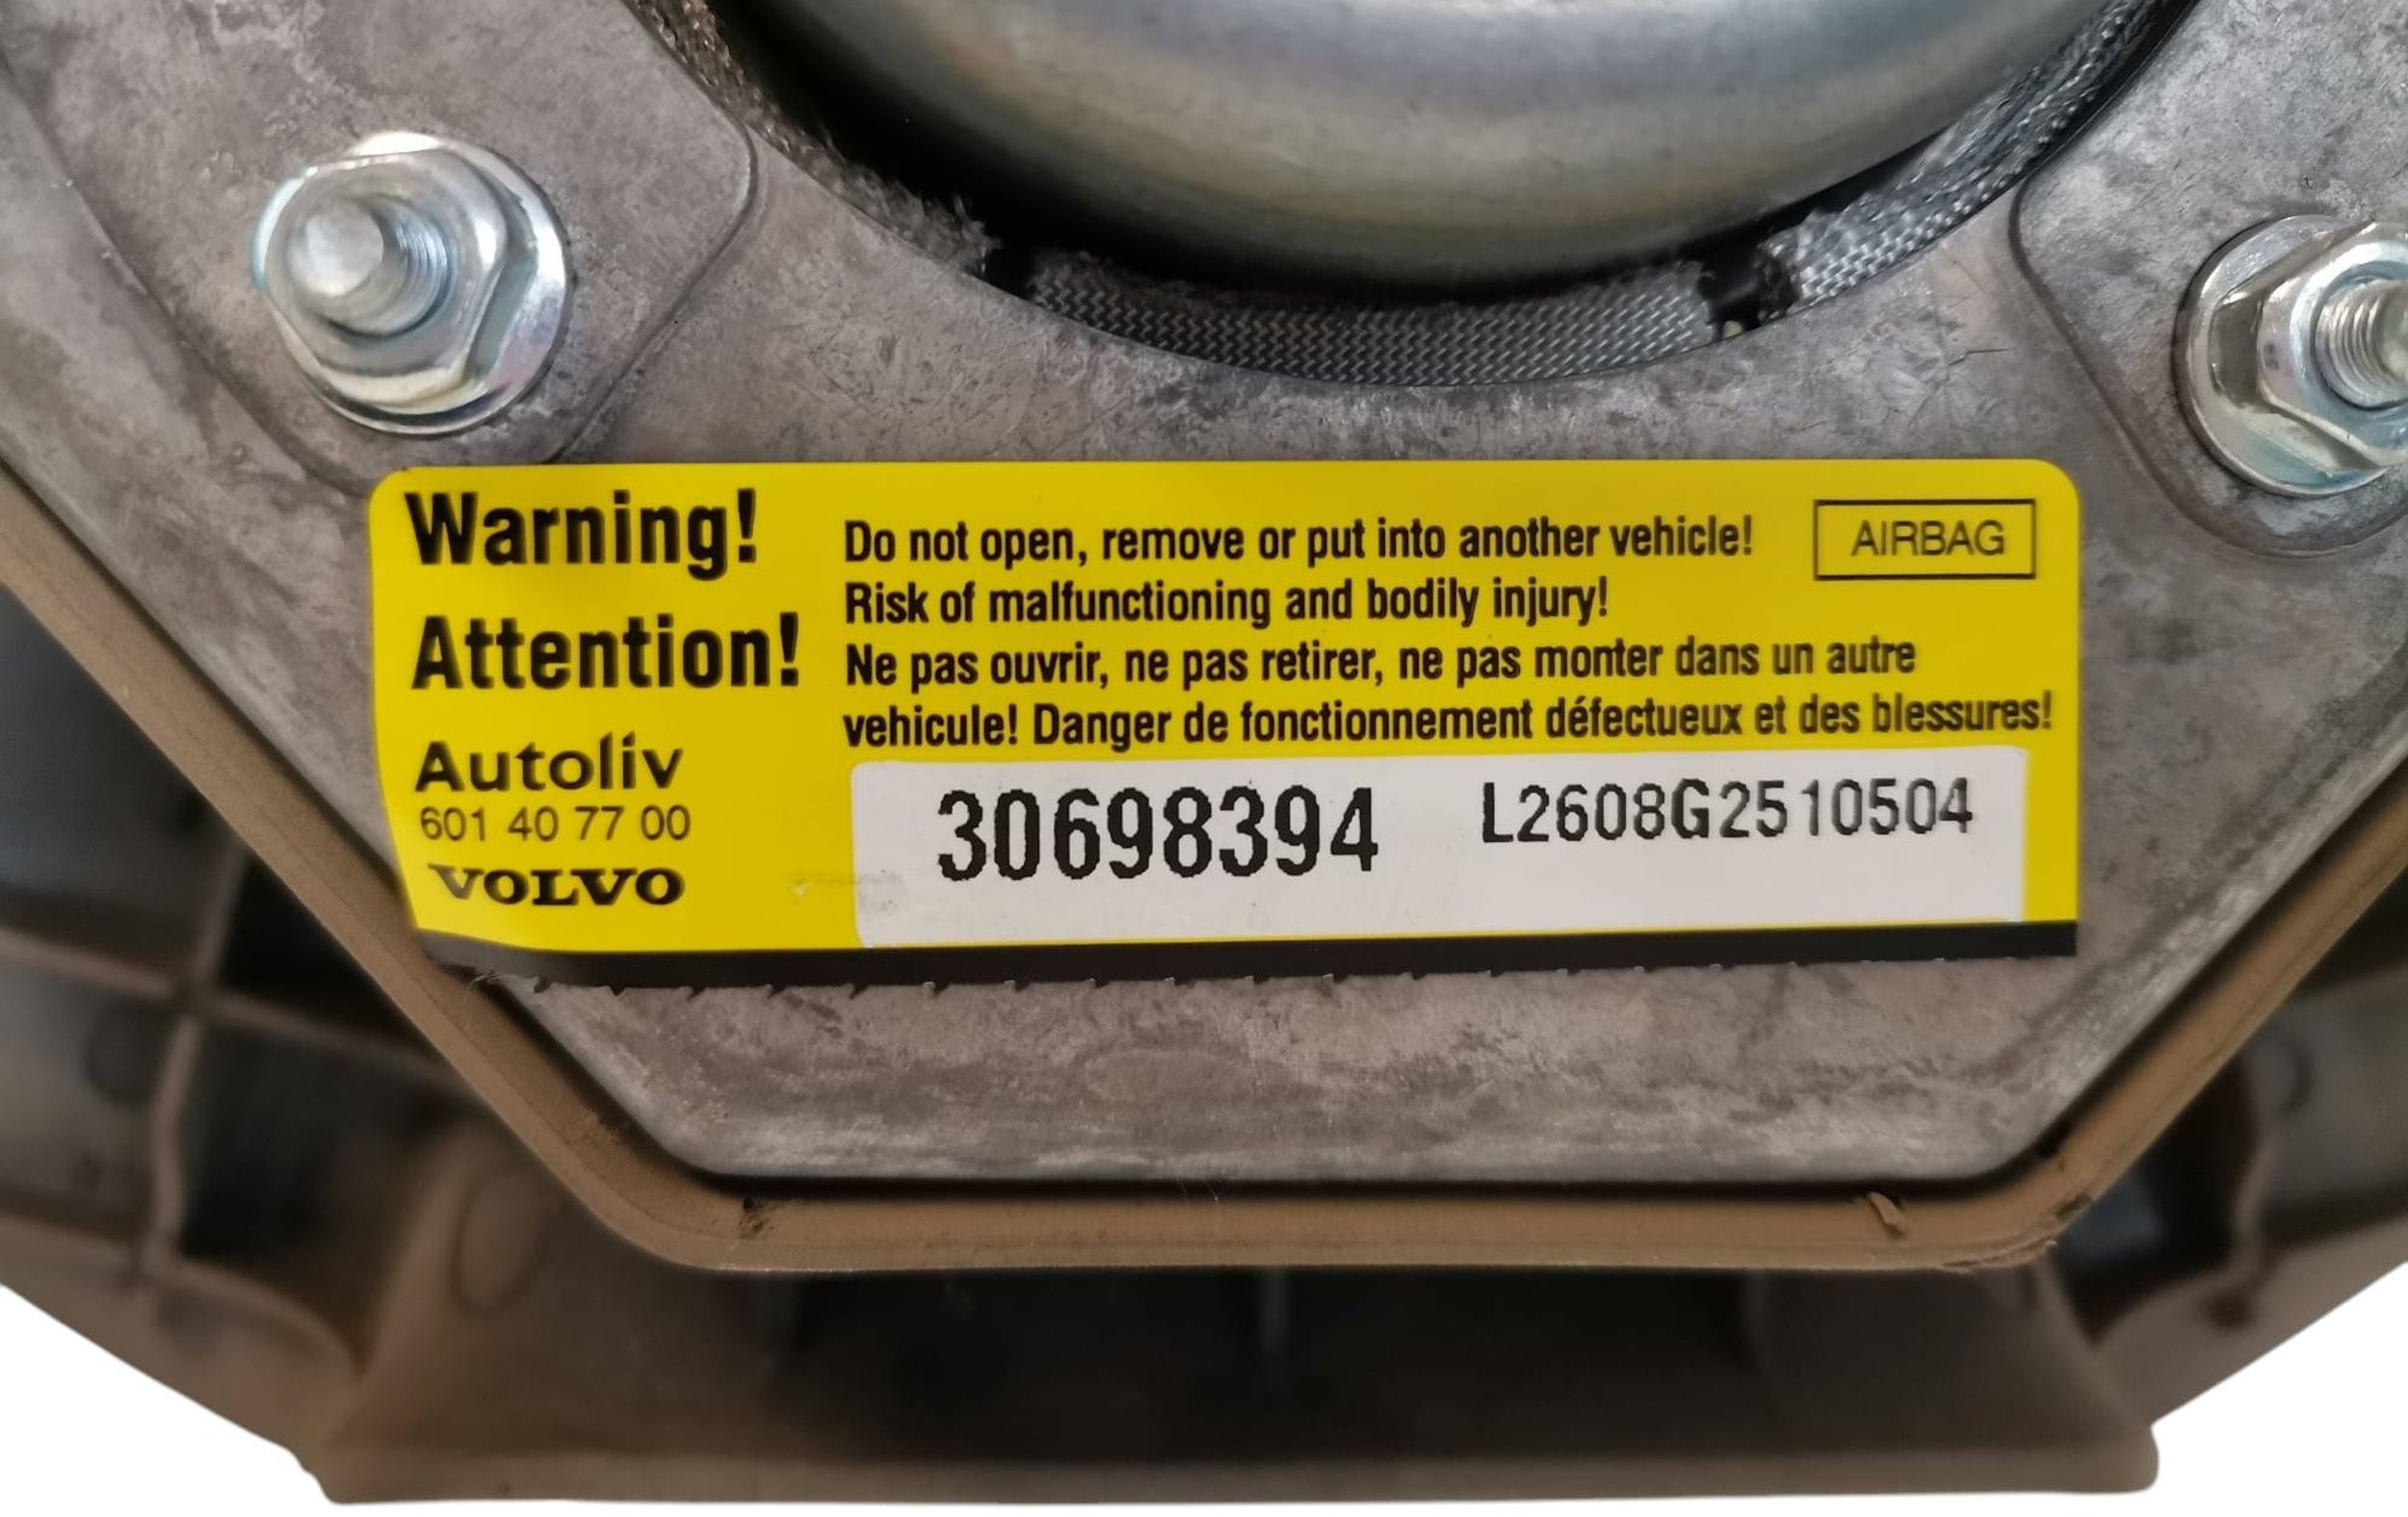 Warning!
Attention!
Autoliv
601 40 77 00
VOLVO
Do not open, remove or put into another vehicle!
Risk of malfunctioning and bodily injury!
Ne pas ouvrir, ne pas retirer, ne pas monter dans un autre
vehicule! Danger de fonctionnement défectueux et des blessures!
AIRBAG
30698394 L2608G2510504